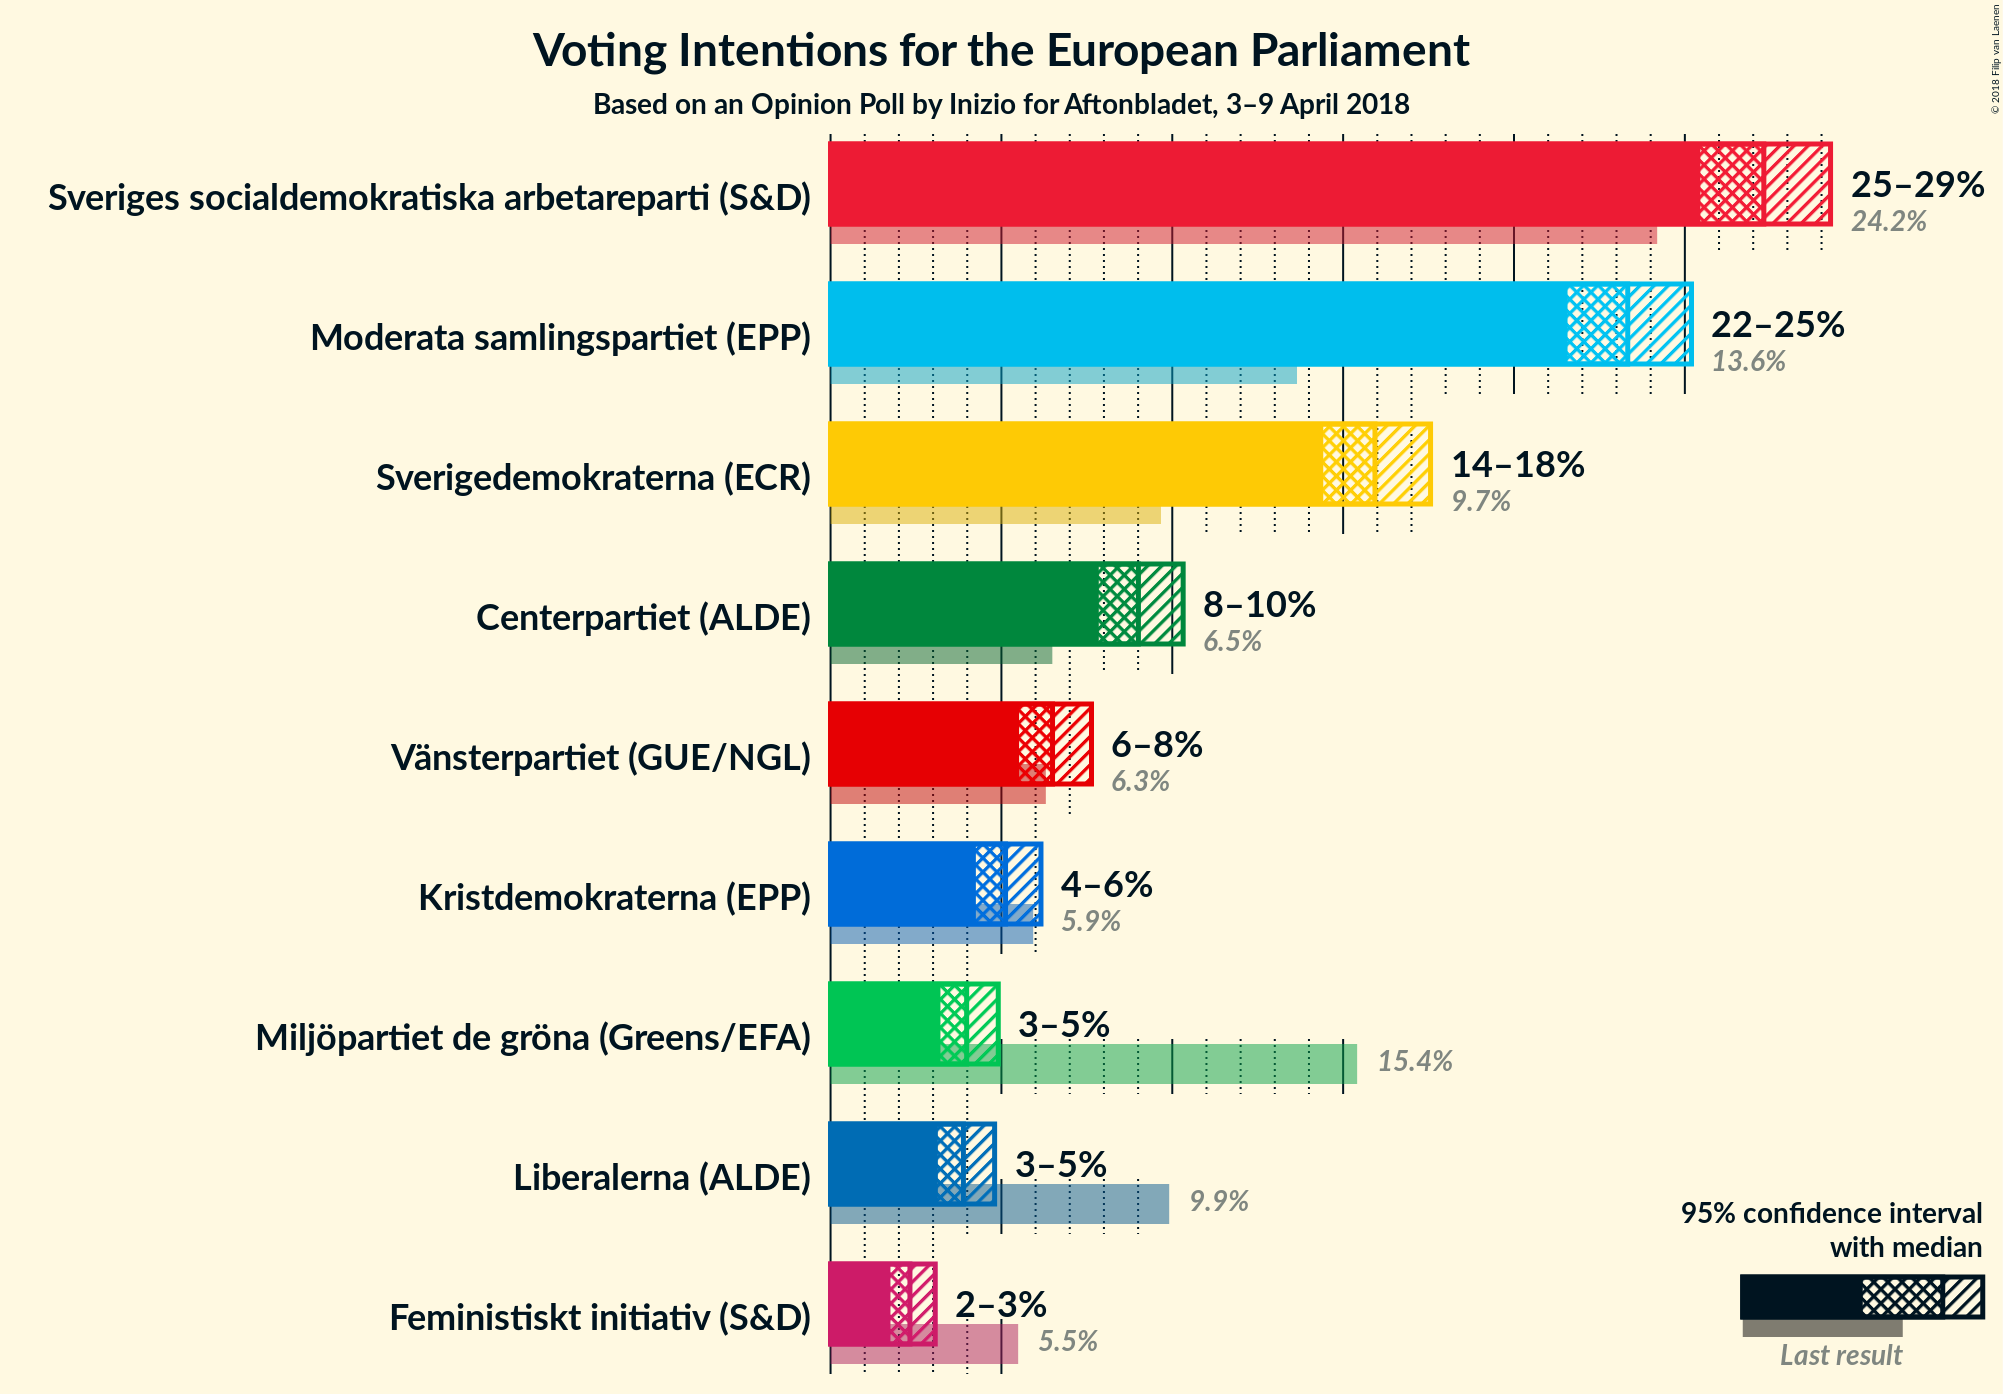 Voting Intentions for the European Parliament
Based on an Opinion Poll by Inizio for Aftonbladet, 3–9 April 2018
© 2018 Filip van Laenen
Sveriges socialdemokratiska arbetareparti (S&D)
25–29%
24.2%
Moderata samlingspartiet (EPP)
22–25%
13.6%
Sverigedemokraterna (ECR)
14–18%
9.7%
Centerpartiet (ALDE)
8–10%
6.5%
Vänsterpartiet (GUE/NGL)
6–8%
6.3%
Kristdemokraterna (EPP)
4–6%
5.9%
Miljöpartiet de gröna (Greens/EFA)
3–5%
15.4%
Liberalerna (ALDE)
3–5%
9.9%
Feministiskt initiativ (S&D)
2–3%
5.5%
95% confidence interval
with median
Last result